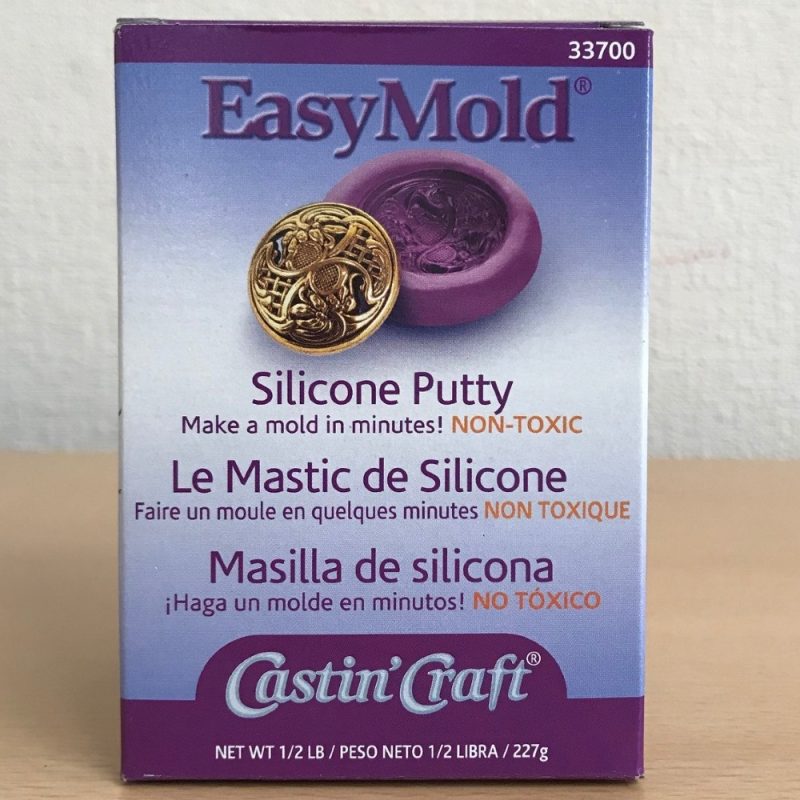 33700
EasyMold®
Silicone Putty
Make a mold in minutes! NON-TOXIC
Le Mastic de Silicone
Faire un moule en quelques minutes NON TOXIQUE
Masilla de silicona
¡Haga un molde en minutos! NO TÓXICO
Castin' Craft®
NET WT 1/2 LB / PESO NETO 1/2 LIBRA / 227g